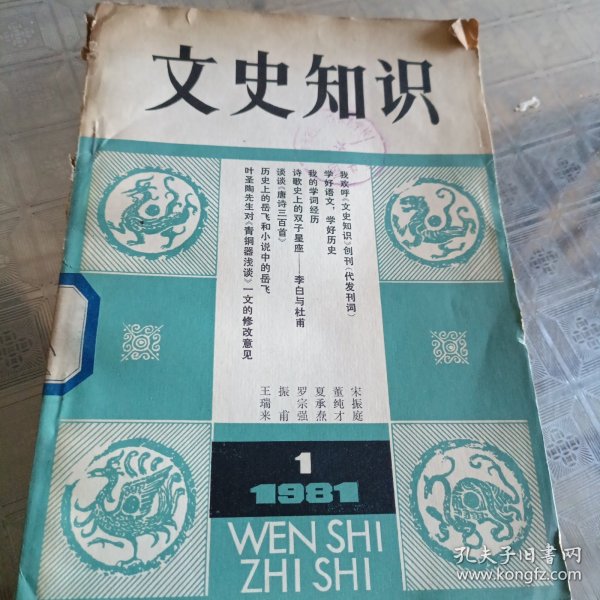 文史知识
我欢呼《文史知识》创刊(代发刊词)
宋振庭
学好语文，学好历史
董纯才
我的学词经历
夏承焘
诗歌史上的双子星座——李白与杜甫
罗宗强
谈谈《唐诗三百首》
振甫
历史上的岳飞和小说中的岳飞
王瑞来
叶圣陶先生对《青铜器浅谈》一文的修改意见
1
1981
WEN SHI
ZHI SHI
孔夫子旧书网
www.kongfz.com